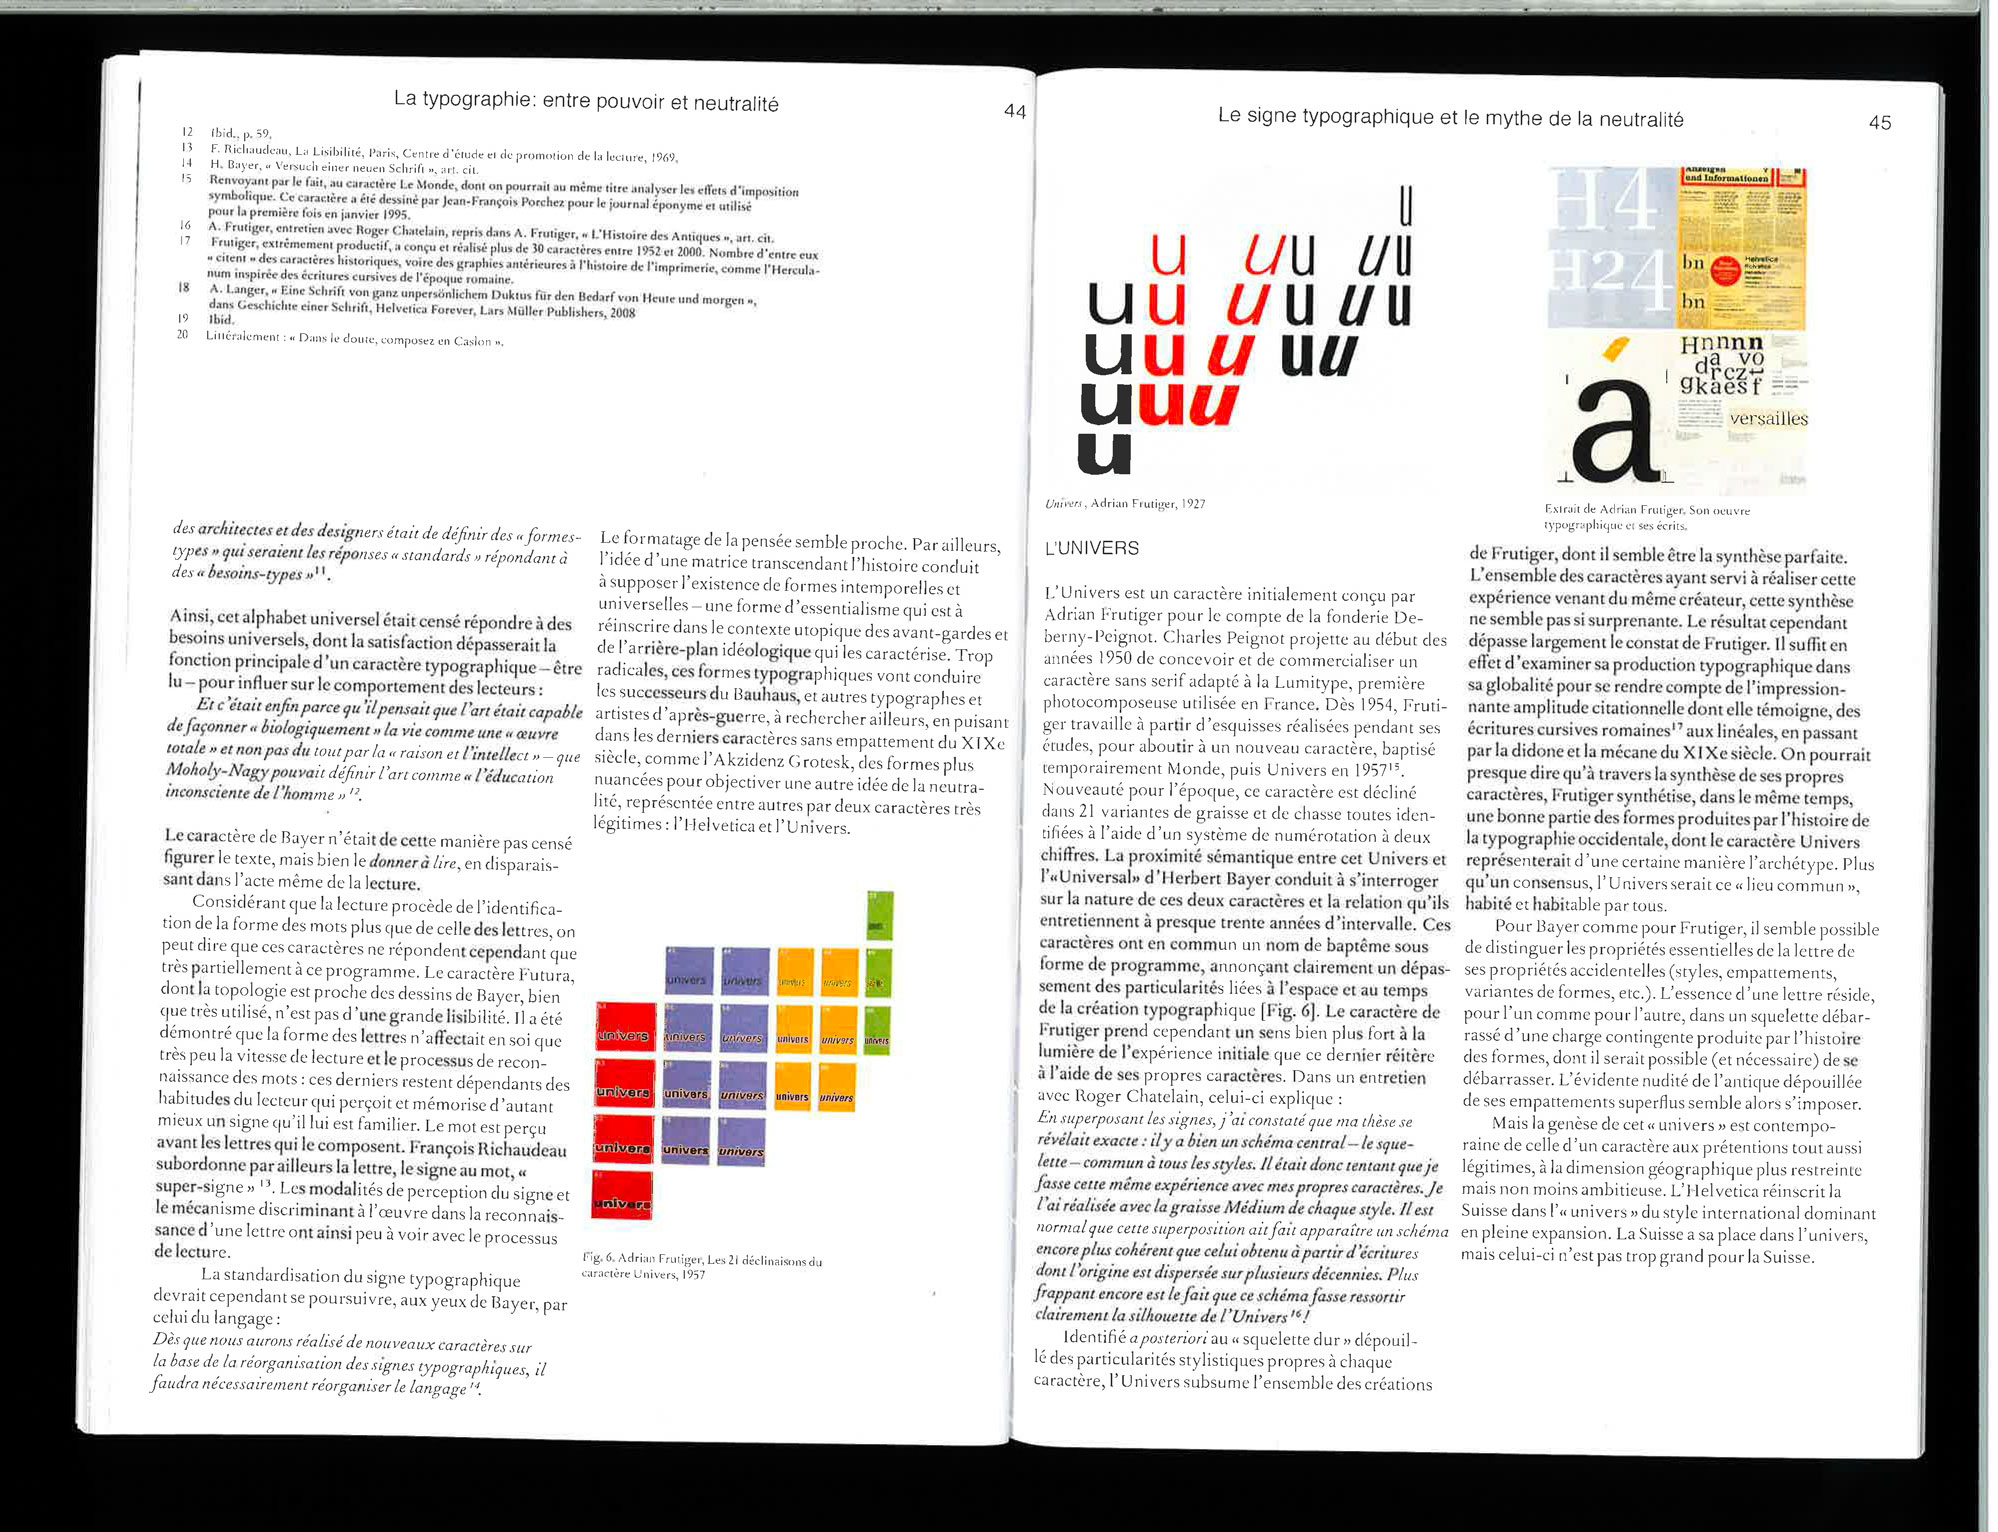 La typographie: entre pouvoir et neutralité
44
12 Ibid., p. 59.
13 F. Richaudeau, La Lisibilité, Paris, Centre d'étude et de promotion de la lecture, 1969,
14 H. Bayer, « Versuch einer neuen Schrift », art. cit.
15 Renvoyant par le fait, au caractère Le Monde, dont on pourrait au même titre analyser les effets d'imposition
symbolique. Ce caractère a été dessiné par Jean-François Porchez pour le journal éponyme et utilisé
pour la première fois en janvier 1995.
16 A. Frutiger, entretien avec Roger Chatelain, repris dans A. Frutiger, « L'Histoire des Antiques », art. cit.
17 Frutiger, extrêmement productif, a conçu et réalisé plus de 30 caractères entre 1952 et 2000. Nombre d'entre eux
« citent » des caractères historiques, voire des graphies antérieures à l'histoire de l'imprimerie, comme l'Hercula-
num inspirée des écritures cursives de l'époque romaine.
18 A. Langer, « Eine Schrift von ganz unpersönlichem Duktus für den Bedarf von Heute und morgen »,
dans Geschichte einer Schrift, Helvetica Forever, Lars Müller Publishers, 2008
19 Ibid.
20 Littéralement : « Dans le doute, composez en Caslon ».
des architectes et des designers était de définir des « formes-
types » qui seraient les réponses « standards » répondant à
des « besoins-types »¹¹.
Ainsi, cet alphabet universel était censé répondre à des
besoins universels, dont la satisfaction dépasserait la
fonction principale d'un caractère typographique – être
lu – pour influer sur le comportement des lecteurs :
Et c'était enfin parce qu'il pensait que l'art était capable
de façonner « biologiquement » la vie comme une « œuvre
totale » et non pas du tout par la « raison et l'intellect » – que
Moholy-Nagy pouvait définir l'art comme « l'éducation
inconsciente de l'homme » ¹².
Le caractère de Bayer n'était de cette manière pas censé
figurer le texte, mais bien le donner à lire, en disparais-
sant dans l'acte même de la lecture.
Considérant que la lecture procède de l'identifica-
tion de la forme des mots plus que de celle des lettres, on
peut dire que ces caractères ne répondent cependant que
très partiellement à ce programme. Le caractère Futura,
dont la topologie est proche des dessins de Bayer, bien
que très utilisé, n'est pas d'une grande lisibilité. Il a été
démontré que la forme des lettres n'affectait en soi que
très peu la vitesse de lecture et le processus de recon-
naissance des mots : ces derniers restent dépendants des
habitudes du lecteur qui perçoit et mémorise d'autant
mieux un signe qu'il lui est familier. Le mot est perçu
avant les lettres qui le composent. François Richaudeau
subordonne par ailleurs la lettre, le signe au mot, «
super-signe » ¹³. Les modalités de perception du signe et
le mécanisme discriminant à l'œuvre dans la reconnais-
sance d'une lettre ont ainsi peu à voir avec le processus
de lecture.
La standardisation du signe typographique
devrait cependant se poursuivre, aux yeux de Bayer, par
celui du langage :
Dès que nous aurons réalisé de nouveaux caractères sur
la base de la réorganisation des signes typographiques, il
faudra nécessairement réorganiser le langage ¹⁴.
Le formatage de la pensée semble proche. Par ailleurs,
l'idée d'une matrice transcendant l'histoire conduit
à supposer l'existence de formes intemporelles et
universelles – une forme d'essentialisme qui est à
réinscrire dans le contexte utopique des avant-gardes et
de l'arrière-plan idéologique qui les caractérise. Trop
radicales, ces formes typographiques vont conduire
les successeurs du Bauhaus, et autres typographes et
artistes d'après-guerre, à rechercher ailleurs, en puisant
dans les derniers caractères sans empattement du XIXe
siècle, comme l'Akzidenz Grotesk, des formes plus
nuancées pour objectiver une autre idée de la neutra-
lité, représentée entre autres par deux caractères très
légitimes : l'Helvetica et l'Univers.
univers univers univers univers
univers univers univers univers univers univers
univers univers univers univers univers
univers univers univers
univers
Fig. 6. Adrian Frutiger, Les 21 déclinaisons du
caractère Univers, 1957
Le signe typographique et le mythe de la neutralité
45
u
u uu uu
u u u u u u
u u u u u
u u u
u
Univers, Adrian Frutiger, 1927
H4
H24
Anzeigen
und Informationen
bn
Helvetica
bn
á
Hnnnn
da vo
drczt
gkaesf
versailles
Extrait de Adrian Frutiger. Son oeuvre
typographique et ses écrits.
L'UNIVERS
L'Univers est un caractère initialement conçu par
Adrian Frutiger pour le compte de la fonderie De-
berny-Peignot. Charles Peignot projette au début des
années 1950 de concevoir et de commercialiser un
caractère sans serif adapté à la Lumitype, première
photocomposeuse utilisée en France. Dès 1954, Fruti-
ger travaille à partir d'esquisses réalisées pendant ses
études, pour aboutir à un nouveau caractère, baptisé
temporairement Monde, puis Univers en 1957¹⁵.
Nouveauté pour l'époque, ce caractère est décliné
dans 21 variantes de graisse et de chasse toutes iden-
tifiées à l'aide d'un système de numérotation à deux
chiffres. La proximité sémantique entre cet Univers et
l'«Universal» d'Herbert Bayer conduit à s'interroger
sur la nature de ces deux caractères et la relation qu'ils
entretiennent à presque trente années d'intervalle. Ces
caractères ont en commun un nom de baptême sous
forme de programme, annonçant clairement un dépas-
sement des particularités liées à l'espace et au temps
de la création typographique [Fig. 6]. Le caractère de
Frutiger prend cependant un sens bien plus fort à la
lumière de l'expérience initiale que ce dernier réitère
à l'aide de ses propres caractères. Dans un entretien
avec Roger Chatelain, celui-ci explique :
En superposant les signes, j'ai constaté que ma thèse se
révélait exacte : il y a bien un schéma central – le sque-
lette – commun à tous les styles. Il était donc tentant que je
fasse cette même expérience avec mes propres caractères. Je
l'ai réalisée avec la graisse Médium de chaque style. Il est
normal que cette superposition ait fait apparaître un schéma
encore plus cohérent que celui obtenu à partir d'écritures
dont l'origine est dispersée sur plusieurs décennies. Plus
frappant encore est le fait que ce schéma fasse ressortir
clairement la silhouette de l'Univers ¹⁶!
Identifié a posteriori au « squelette dur » dépouil-
lé des particularités stylistiques propres à chaque
caractère, l'Univers subsume l'ensemble des créations
de Frutiger, dont il semble être la synthèse parfaite.
L'ensemble des caractères ayant servi à réaliser cette
expérience venant du même créateur, cette synthèse
ne semble pas si surprenante. Le résultat cependant
dépasse largement le constat de Frutiger. Il suffit en
effet d'examiner sa production typographique dans
sa globalité pour se rendre compte de l'impression-
nante amplitude citationnelle dont elle témoigne, des
écritures cursives romaines¹⁷ aux linéales, en passant
par la didone et la mécane du XIXe siècle. On pourrait
presque dire qu'à travers la synthèse de ses propres
caractères, Frutiger synthétise, dans le même temps,
une bonne partie des formes produites par l'histoire de
la typographie occidentale, dont le caractère Univers
représenterait d'une certaine manière l'archétype. Plus
qu'un consensus, l'Univers serait ce « lieu commun »,
habité et habitable par tous.
Pour Bayer comme pour Frutiger, il semble possible
de distinguer les propriétés essentielles de la lettre de
ses propriétés accidentelles (styles, empattements,
variantes de formes, etc.). L'essence d'une lettre réside,
pour l'un comme pour l'autre, dans un squelette débar-
rassé d'une charge contingente produite par l'histoire
des formes, dont il serait possible (et nécessaire) de se
débarrasser. L'évidente nudité de l'antique dépouillée
de ses empattements superflus semble alors s'imposer.
Mais la genèse de cet « univers » est contempo-
raine de celle d'un caractère aux prétentions tout aussi
légitimes, à la dimension géographique plus restreinte
mais non moins ambitieuse. L'Helvetica réinscrit la
Suisse dans l'« univers » du style international dominant
en pleine expansion. La Suisse a sa place dans l'univers,
mais celui-ci n'est pas trop grand pour la Suisse.